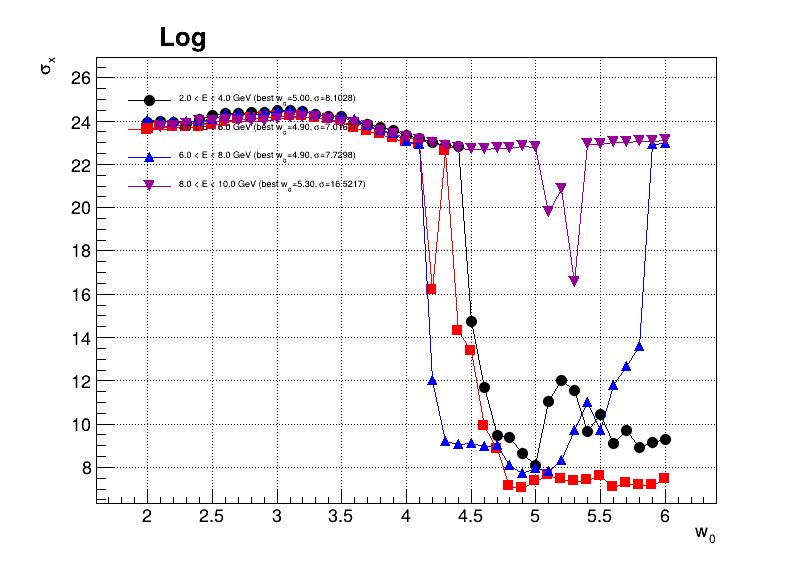 Log
σx
26
24
22
20
18
16
14
12
10
8
2.0 < E < 4.0 GeV (best w0=5.00, σ=8.1028)
6.0 < E < 8.0 GeV (best w0=4.90, σ=7.7298)
8.0 < E < 10.0 GeV (best w0=5.30, σ=16.5217)
2 2.5 3 3.5 4 4.5 5 5.5 6
w0